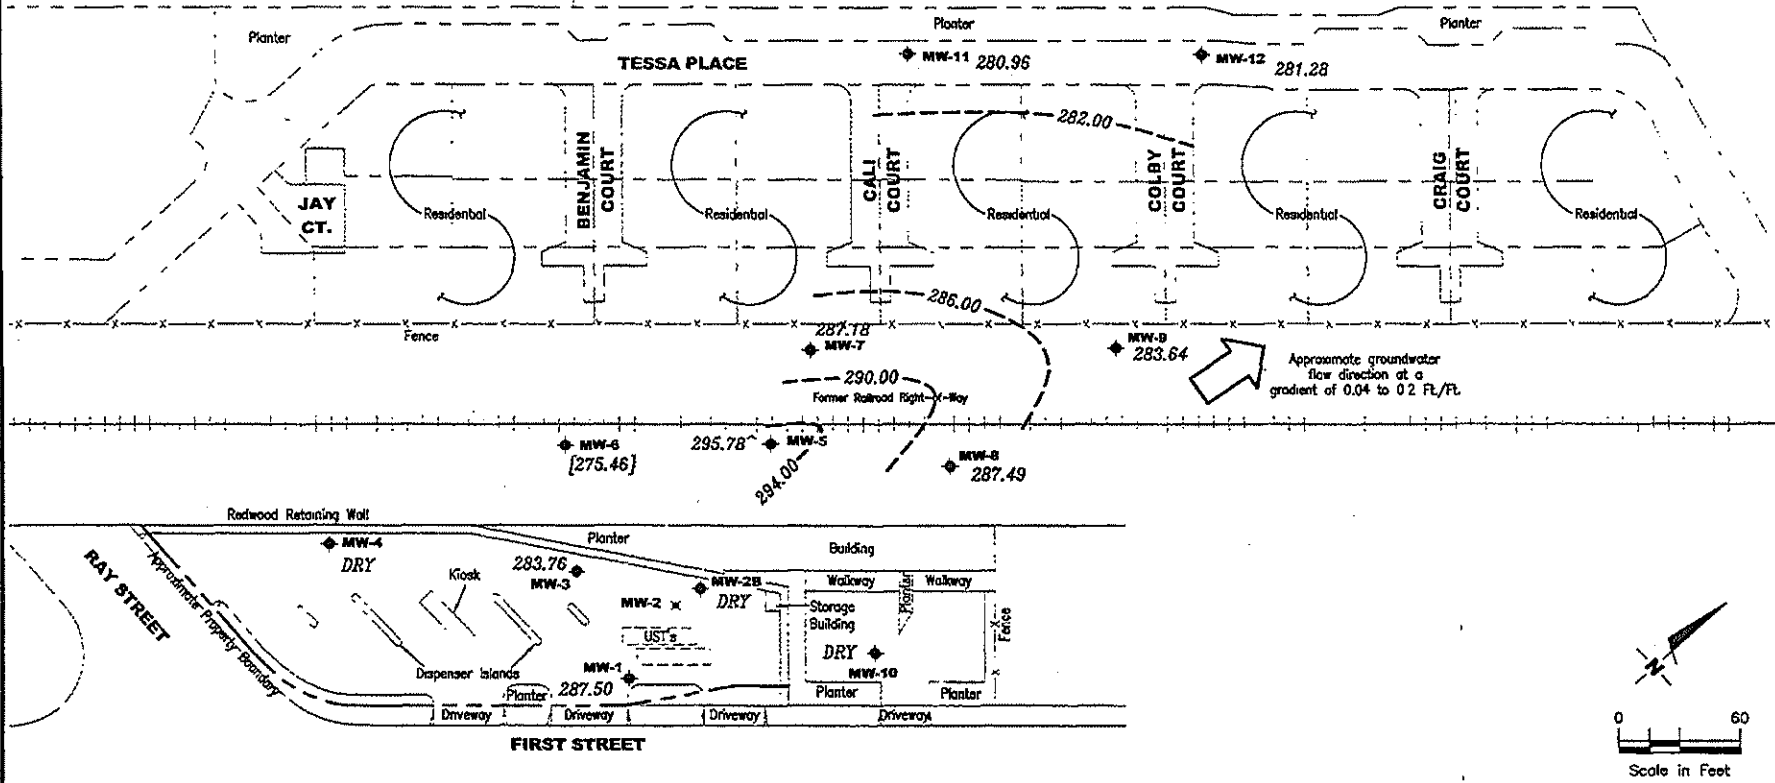 Planter
Planter
Planter
TESSA PLACE
MW-11 280.96
MW-12 281.28
282.00
BENJAMIN
COURT
CALI
COURT
COLBY
COURT
CRAIG
COURT
JAY
CT.
Residential
Residential
Residential
Residential
Residential
286.00
Fence
287.18
MW-7
MW-9
283.64
Approximate groundwater
flow direction at a
gradient of 0.04 to 0 2 Ft./Ft.
290.00
Former Railroad Right-of-Way
MW-6
[275.46]
295.78^ MW-5
294.00
MW-8
287.49
Redwood Retaining Wall
RAY STREET
Approximate Property Boundary
MW-4
DRY
Kiosk
283.76
MW-3
Planter
Building
MW-2B
DRY
MW-2
Walkway
Planter
Walkway
Storage
Building
UST's
Fence
DRY
MW-10
Dispenser Islands
MW-1
287.50
Planter
Planter
Planter
Driveway
Driveway
Driveway
Driveway
FIRST STREET
N
0 60
Scale in Feet